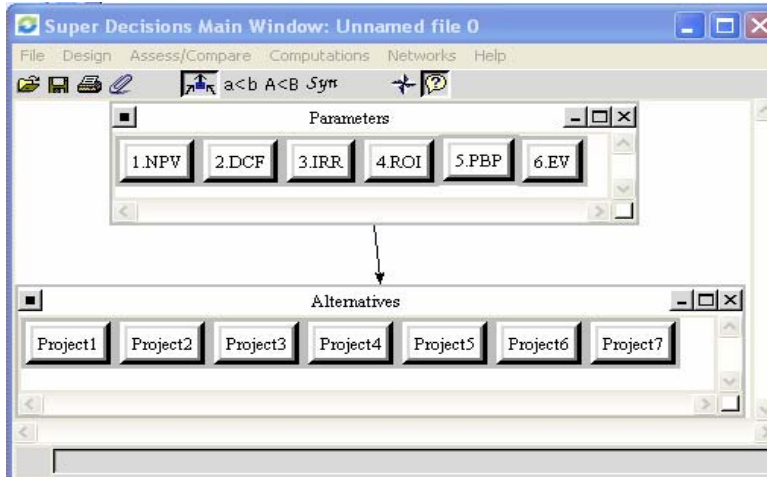 Super Decisions Main Window: Unnamed file 0
File Design Assess/Compare Computations Networks Help
a<b A<B Syn
Parameters
1.NPV 2.DCF 3.IRR 4.ROI 5.PBP 6.EV
Alternatives
Project1 Project2 Project3 Project4 Project5 Project6 Project7